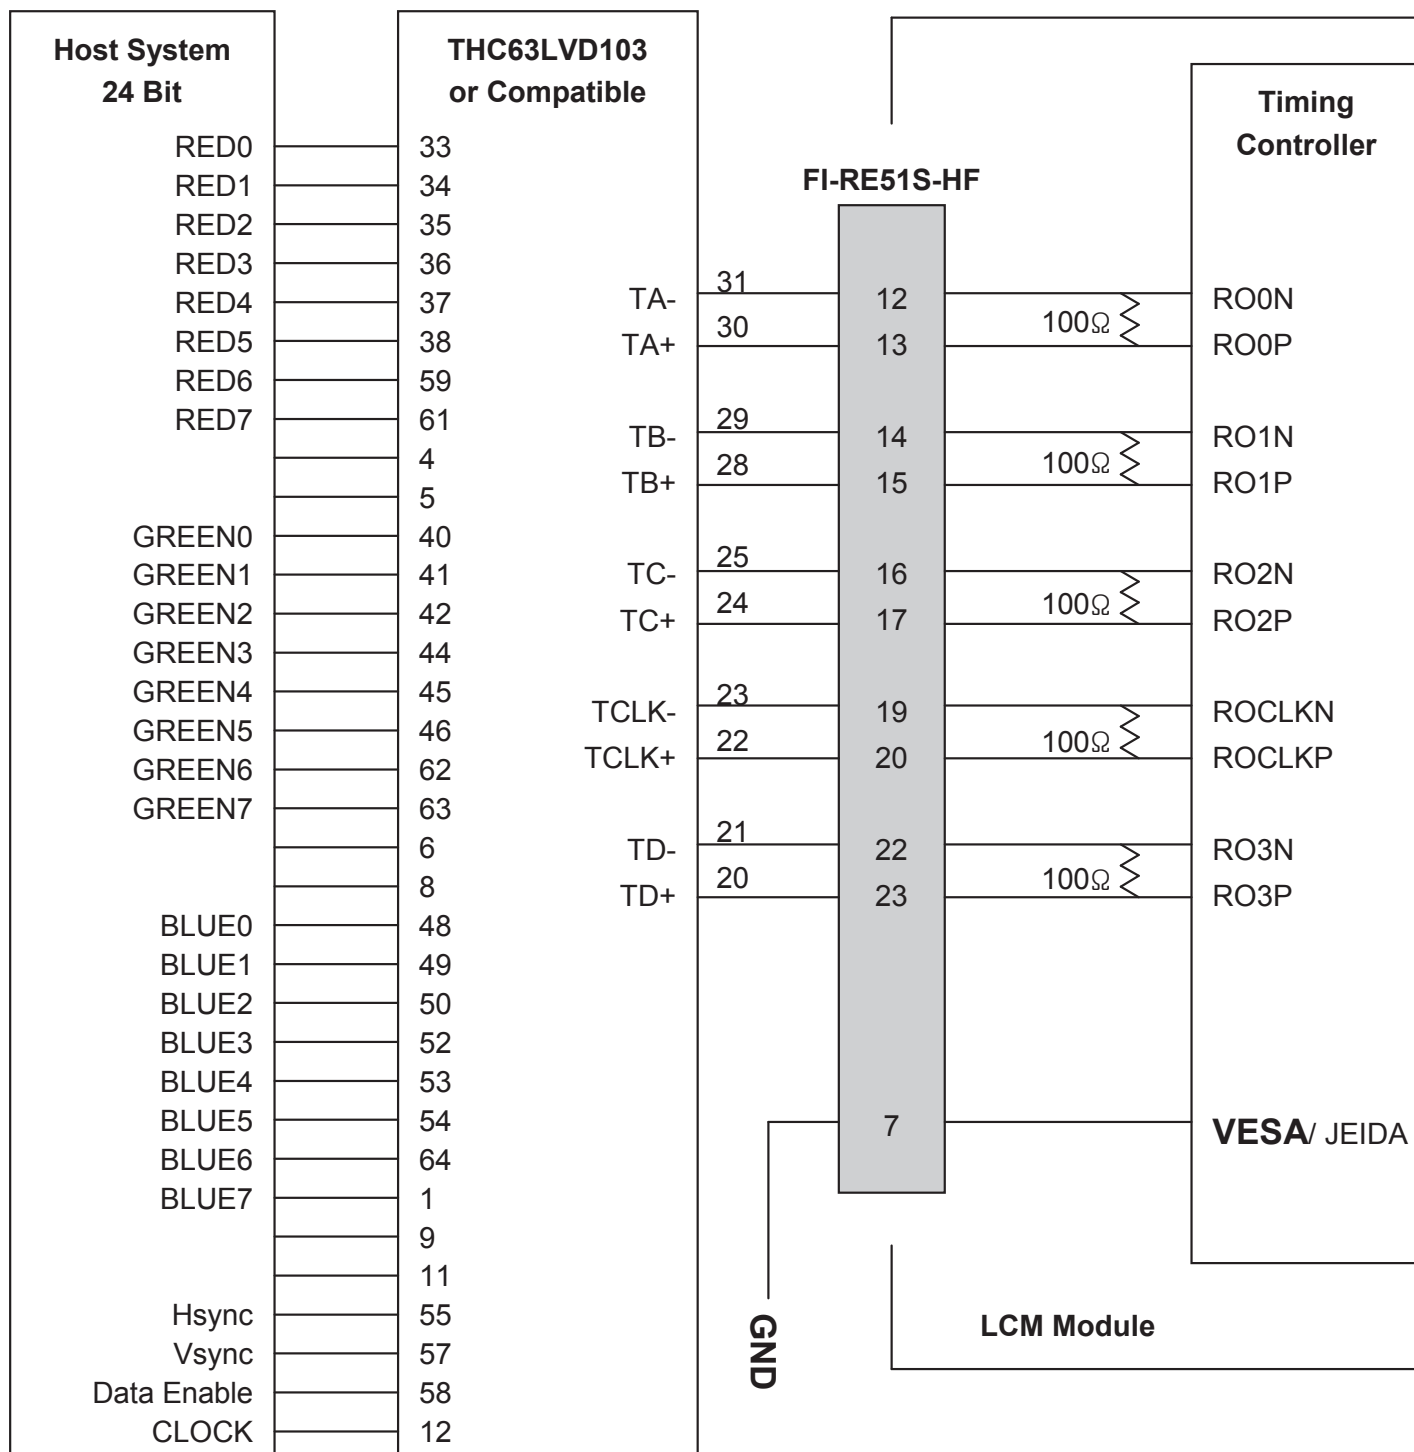 Host System
24 Bit
RED0
RED1
RED2
RED3
RED4
RED5
RED6
RED7
GREEN0
GREEN1
GREEN2
GREEN3
GREEN4
GREEN5
GREEN6
GREEN7
BLUE0
BLUE1
BLUE2
BLUE3
BLUE4
BLUE5
BLUE6
BLUE7
Hsync
Vsync
Data Enable
CLOCK
THC63LVD103
or Compatible
33
34
35
36
37
38
59
61
4
5
40
41
42
44
45
46
62
63
6
8
48
49
50
52
53
54
64
1
9
11
55
57
58
12
TA-
TA+
TB-
TB+
TC-
TC+
TCLK-
TCLK+
TD-
TD+
31
30
29
28
25
24
23
22
21
20
GND
FI-RE51S-HF
12
13
14
15
16
17
19
20
22
23
7
100Ω
100Ω
100Ω
100Ω
100Ω
Timing
Controller
RO0N
RO0P
RO1N
RO1P
RO2N
RO2P
ROCLKN
ROCLKP
RO3N
RO3P
VESA/ JEIDA
LCM Module